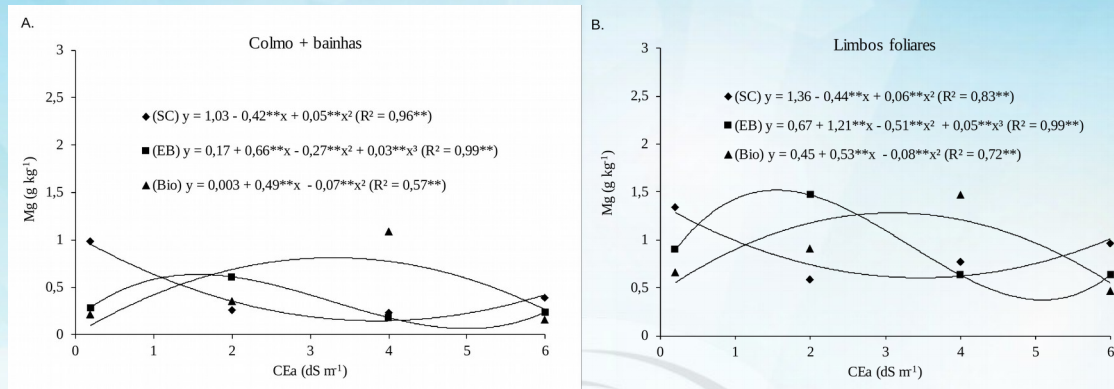 A.
Colmo + bainhas
3
2,5
2
1,5
1
0,5
0
Mg (g kg⁻¹)
(SC) y = 1,03 - 0,42**x + 0,05**x² (R² = 0,96**)
(EB) y = 0,17 + 0,66**x - 0,27**x² + 0,03**x³ (R² = 0,99**)
(Bio) y = 0,003 + 0,49**x - 0,07**x² (R² = 0,57**)
0 1 2 3 4 5 6
CEa (dS m⁻¹)
B.
Limbos foliares
3
2,5
2
1,5
1
0,5
0
Mg (g kg⁻¹)
(SC) y = 1,36 - 0,44**x + 0,06**x² (R² = 0,83**)
(EB) y = 0,67 + 1,21**x - 0,51**x² + 0,05**x³ (R² = 0,99**)
(Bio) y = 0,45 + 0,53**x - 0,08**x² (R² = 0,72**)
0 1 2 3 4 5 6
CEa (dS m⁻¹)